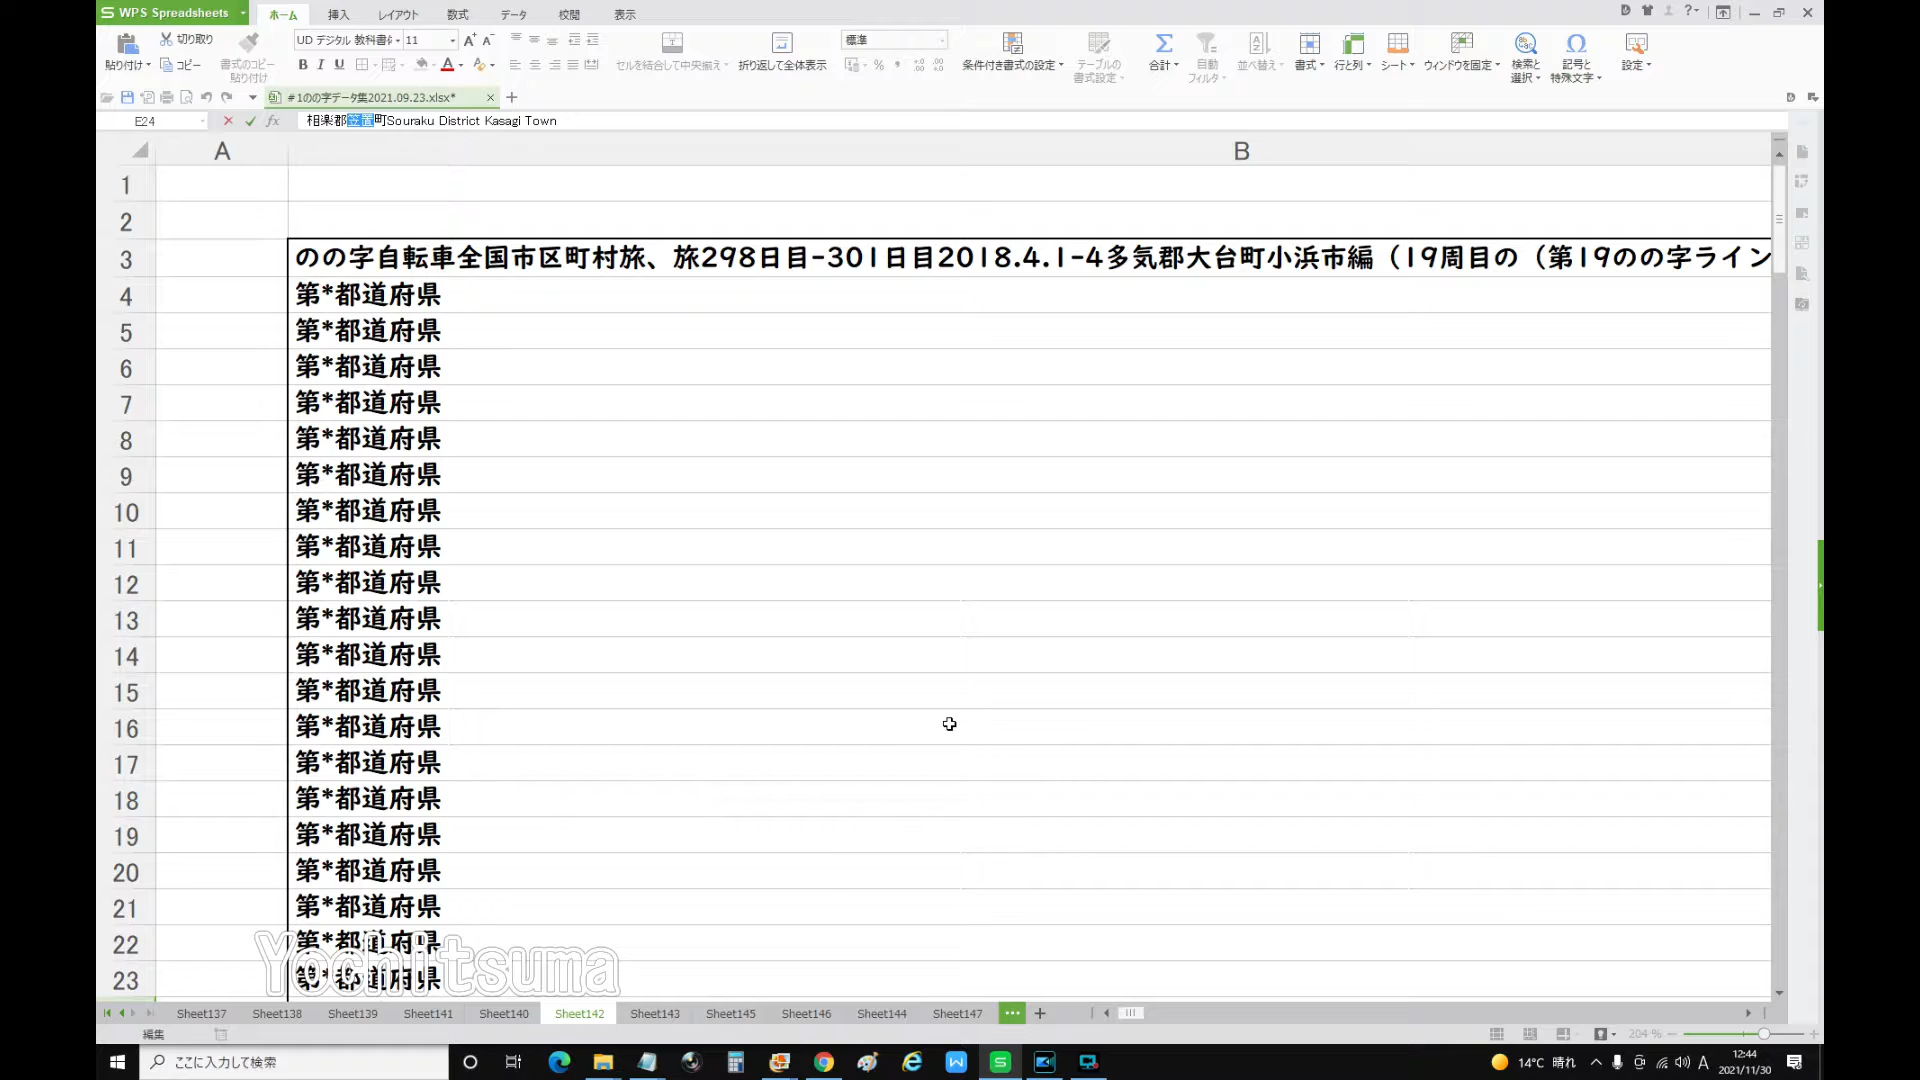 WPS Spreadsheets
ホーム 挿入 レイアウト 数式 データ 校閲 表示
貼り付け 切り取り コピー 書式のコピー 貼り付け
11
B I U
セルを結合して中央揃え 折り返して全体表示
標準
条件付き書式の設定 テーブルの書式設定 合計 自動フィルタ 並べ替え 書式 行と列 シート ウィンドウを固定 検索と選択 記号と特殊文字 設定
#1のの字データ集2021.09.23.xlsx*
E24 fx 相楽郡笠置町Souraku District Kasagi Town
A B
1
2
3 のの字自転車全国市区町村旅、旅298日目-301日目2018.4.1-4多気郡大台町小浜市編（19周目の（第19のの字ライン
4 第*都道府県
5 第*都道府県
6 第*都道府県
7 第*都道府県
8 第*都道府県
9 第*都道府県
10 第*都道府県
11 第*都道府県
12 第*都道府県
13 第*都道府県
14 第*都道府県
15 第*都道府県
16 第*都道府県
17 第*都道府県
18 第*都道府県
19 第*都道府県
20 第*都道府県
21 第*都道府県
22 第*都道府県
23 第*都道府県
Yochitsuma
Sheet137 Sheet138 Sheet139 Sheet141 Sheet140 Sheet142 Sheet143 Sheet145 Sheet146 Sheet144 Sheet147
編集 204 %
ここに入力して検索
14°C 晴れ A 12:44
2021/11/30